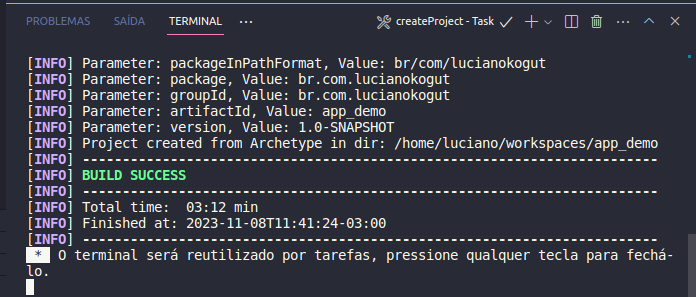 PROBLEMAS SAÍDA TERMINAL ··· createProject - Task
[INFO] Parameter: packageInPathFormat, Value: br/com/lucianokogut
[INFO] Parameter: package, Value: br.com.lucianokogut
[INFO] Parameter: groupId, Value: br.com.lucianokogut
[INFO] Parameter: artifactId, Value: app_demo
[INFO] Parameter: version, Value: 1.0-SNAPSHOT
[INFO] Project created from Archetype in dir: /home/luciano/workspaces/app_demo
[INFO] ------------------------------------------------------------------------
[INFO] BUILD SUCCESS
[INFO] ------------------------------------------------------------------------
[INFO] Total time:  03:12 min
[INFO] Finished at: 2023-11-08T11:41:24-03:00
[INFO] ------------------------------------------------------------------------
* O terminal será reutilizado por tarefas, pressione qualquer tecla para fechá-
lo.